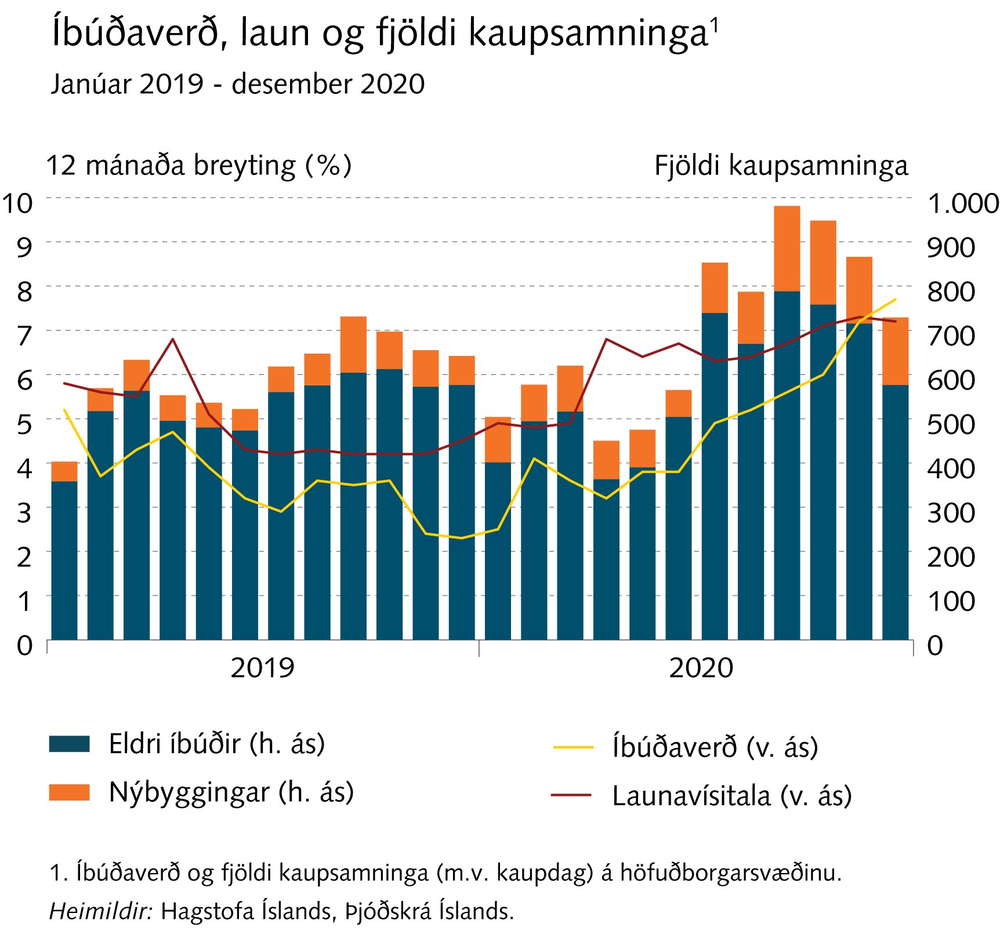 Íbúðaverð, laun og fjöldi kaupsamninga¹
Janúar 2019 - desember 2020
12 mánaða breyting (%)
Fjöldi kaupsamninga
10
9
8
7
6
5
4
3
2
1
0
1.000
900
800
700
600
500
400
300
200
100
0
2019
2020
Eldri íbúðir (h. ás)
Nýbyggingar (h. ás)
Íbúðaverð (v. ás)
Launavísitala (v. ás)
1. Íbúðaverð og fjöldi kaupsamninga (m.v. kaupdag) á höfuðborgarsvæðinu.
Heimildir: Hagstofa Íslands, Þjóðskrá Íslands.